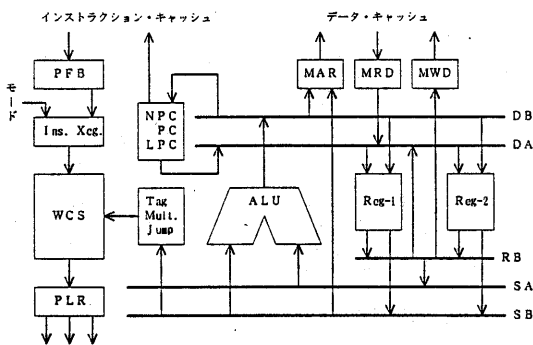 インストラクション・キャッシュ
データ・キャッシュ
PFB
MAR
MRD
MWD
モード
NPC
PC
LPC
DB
DA
Ins. Xcg.
WCS
Tag
Mult.
Jump
ALU
Reg-1
Reg-2
RB
PLR
SA
SB